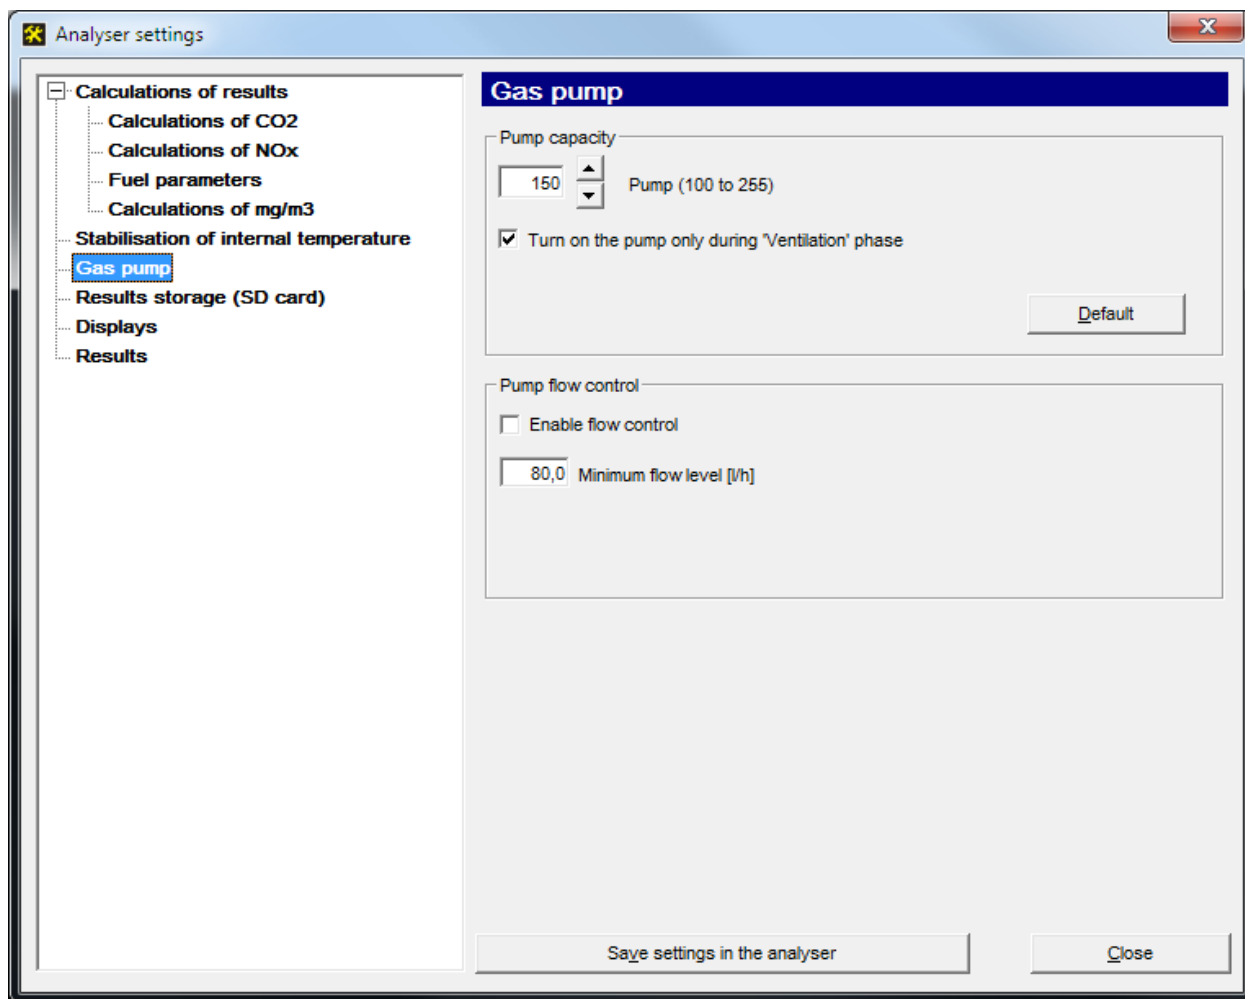 Analyser settings
Calculations of results
Calculations of CO2
Calculations of NOx
Fuel parameters
Calculations of mg/m3
Stabilisation of internal temperature
Gas pump
Results storage (SD card)
Displays
Results
Gas pump
Pump capacity
150 Pump (100 to 255)
Turn on the pump only during 'Ventilation' phase
Default
Pump flow control
Enable flow control
80,0 Minimum flow level [l/h]
Save settings in the analyser
Close